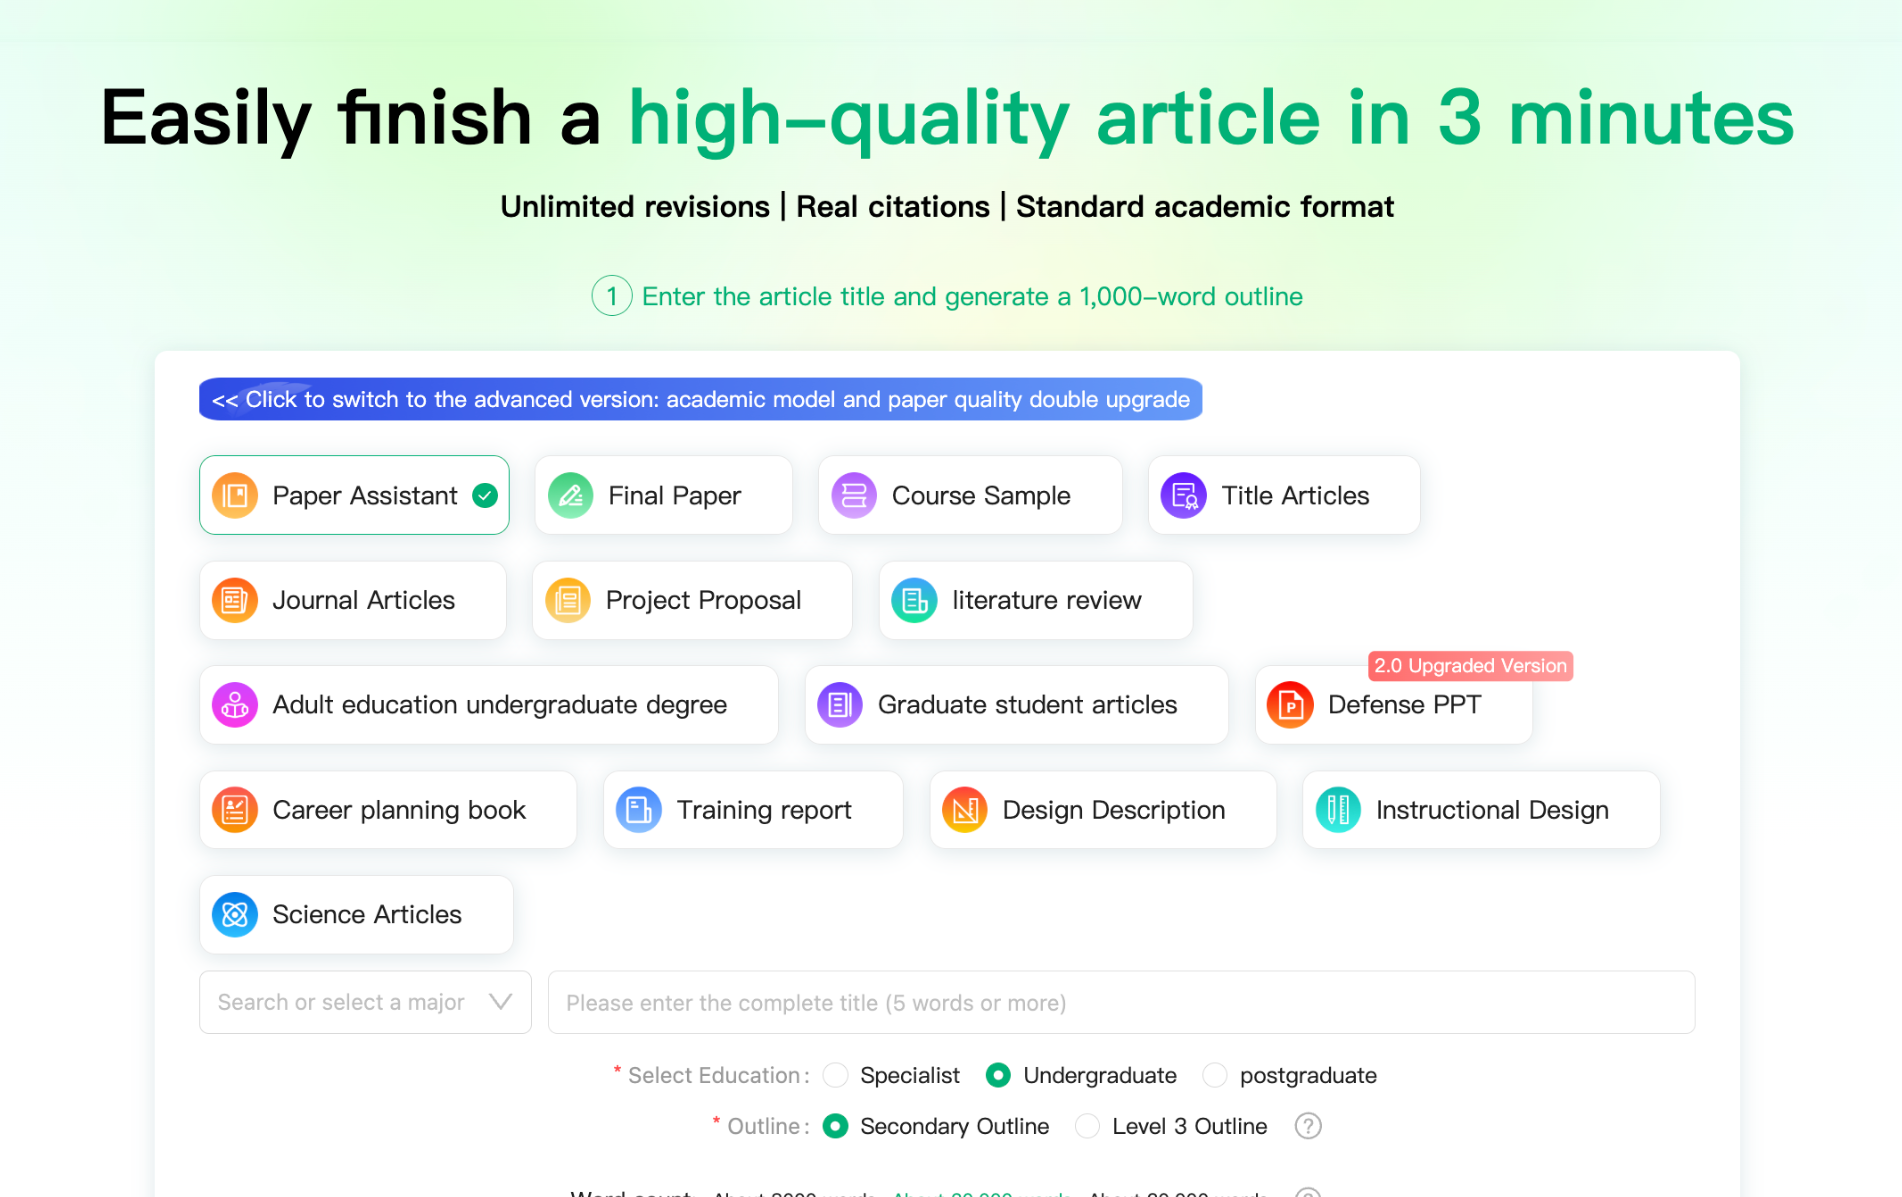 Easily finish a high-quality article in 3 minutes
Unlimited revisions | Real citations | Standard academic format
1 Enter the article title and generate a 1,000-word outline
<< Click to switch to the advanced version: academic model and paper quality double upgrade
Paper Assistant Final Paper Course Sample Title Articles
Journal Articles Project Proposal literature review
2.0 Upgraded Version
Adult education undergraduate degree Graduate student articles Defense PPT
Career planning book Training report Design Description Instructional Design
Science Articles
Search or select a major Please enter the complete title (5 words or more)
* Select Education: Specialist Undergraduate postgraduate
* Outline: Secondary Outline Level 3 Outline ?